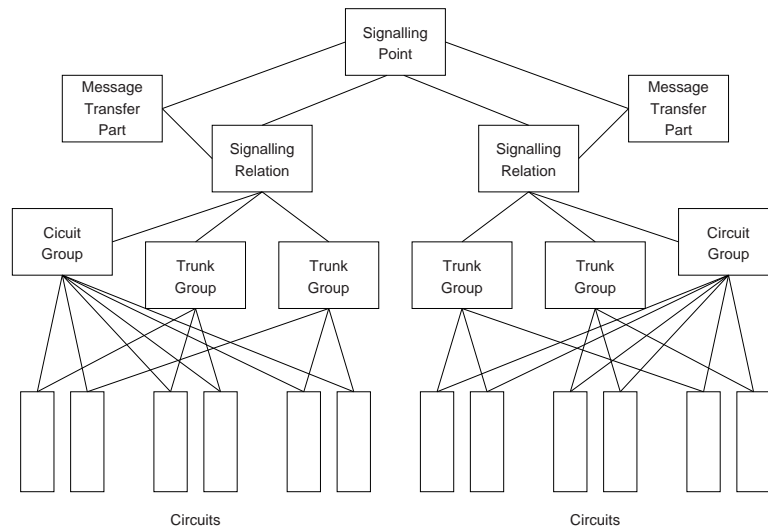 Signalling
Point
Message
Transfer
Part
Message
Transfer
Part
Signalling
Relation
Signalling
Relation
Cicuit
Group
Trunk
Group
Trunk
Group
Trunk
Group
Trunk
Group
Circuit
Group
Circuits
Circuits